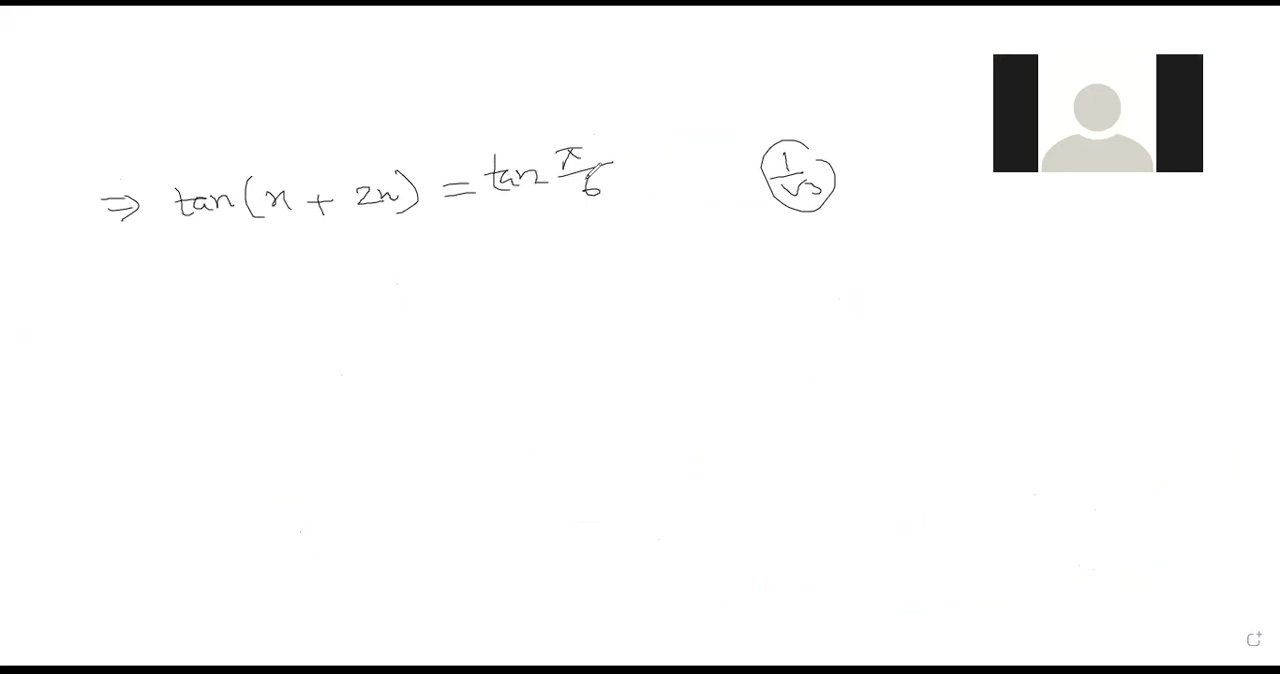 ⇒ tan(x + 2x) = tan π/6
1/√3